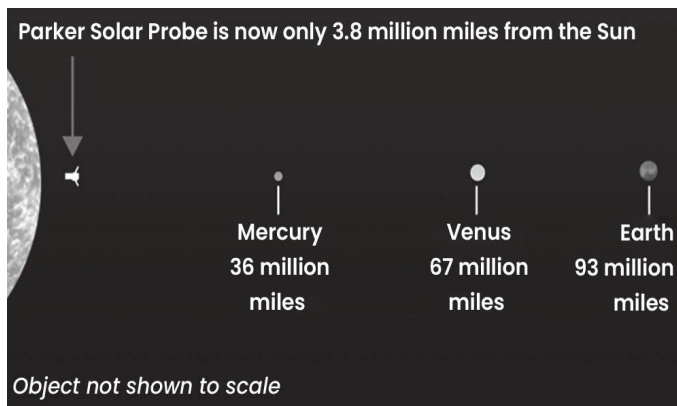 Parker Solar Probe is now only 3.8 million miles from the Sun
Mercury
36 million
miles
Venus
67 million
miles
Earth
93 million
miles
Object not shown to scale